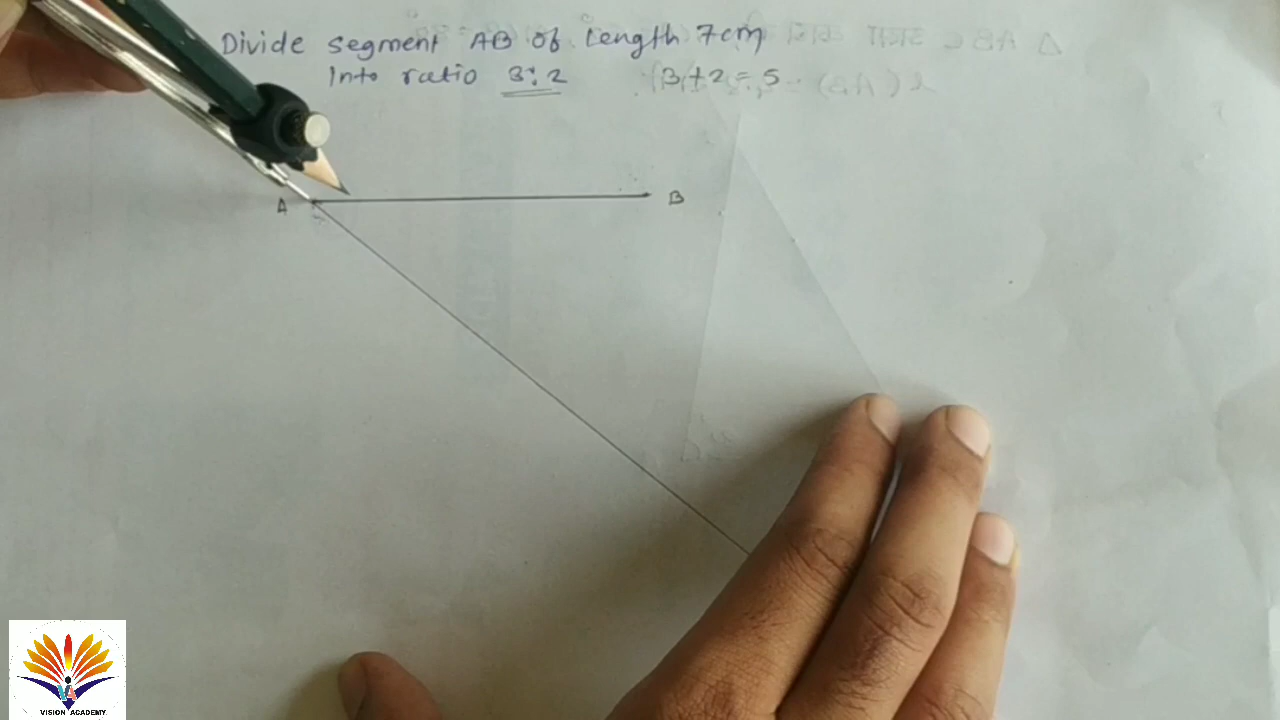 Divide segment AB of length 7cm
Into ratio 3:2 3+2=5
A
B
VISION ACADEMY